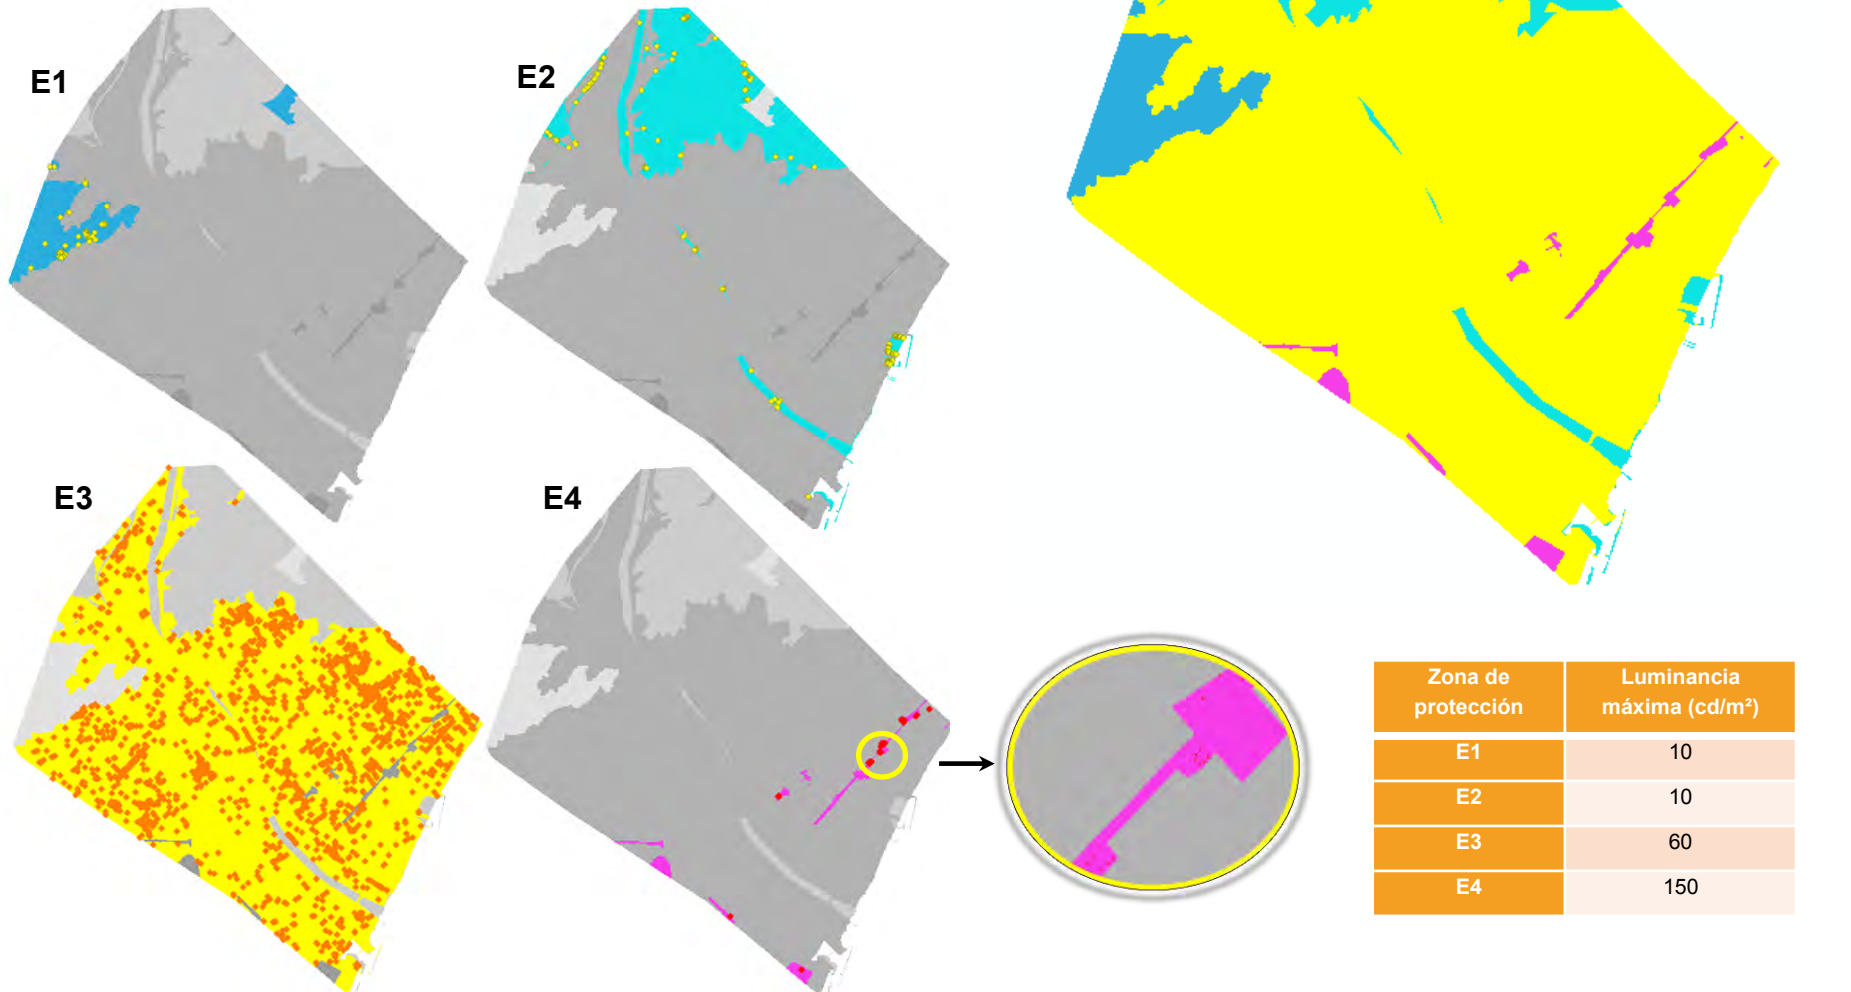 E1
E2
E3
E4
Zona de protección
Luminancia máxima (cd/m²)
E1 10
E2 10
E3 60
E4 150